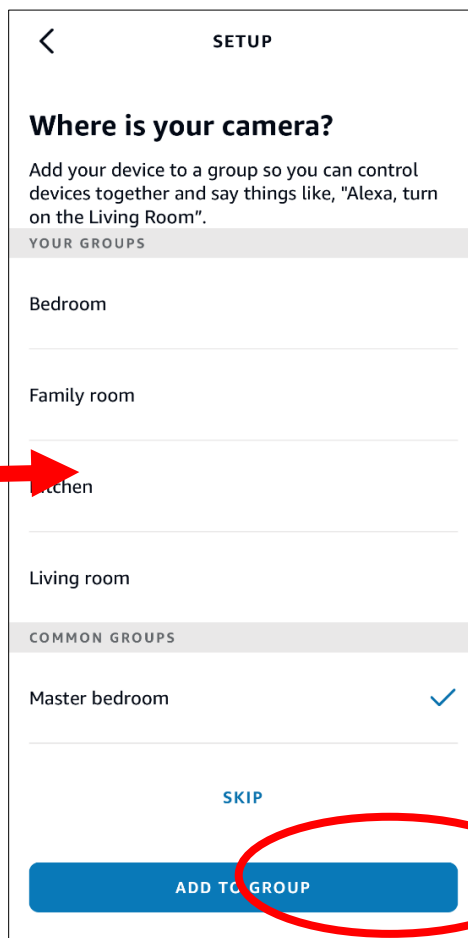 SETUP
Where is your camera?
Add your device to a group so you can control
devices together and say things like, "Alexa, turn
on the Living Room”.
YOUR GROUPS
Bedroom
Family room
Kitchen
Living room
COMMON GROUPS
Master bedroom
SKIP
ADD TO GROUP